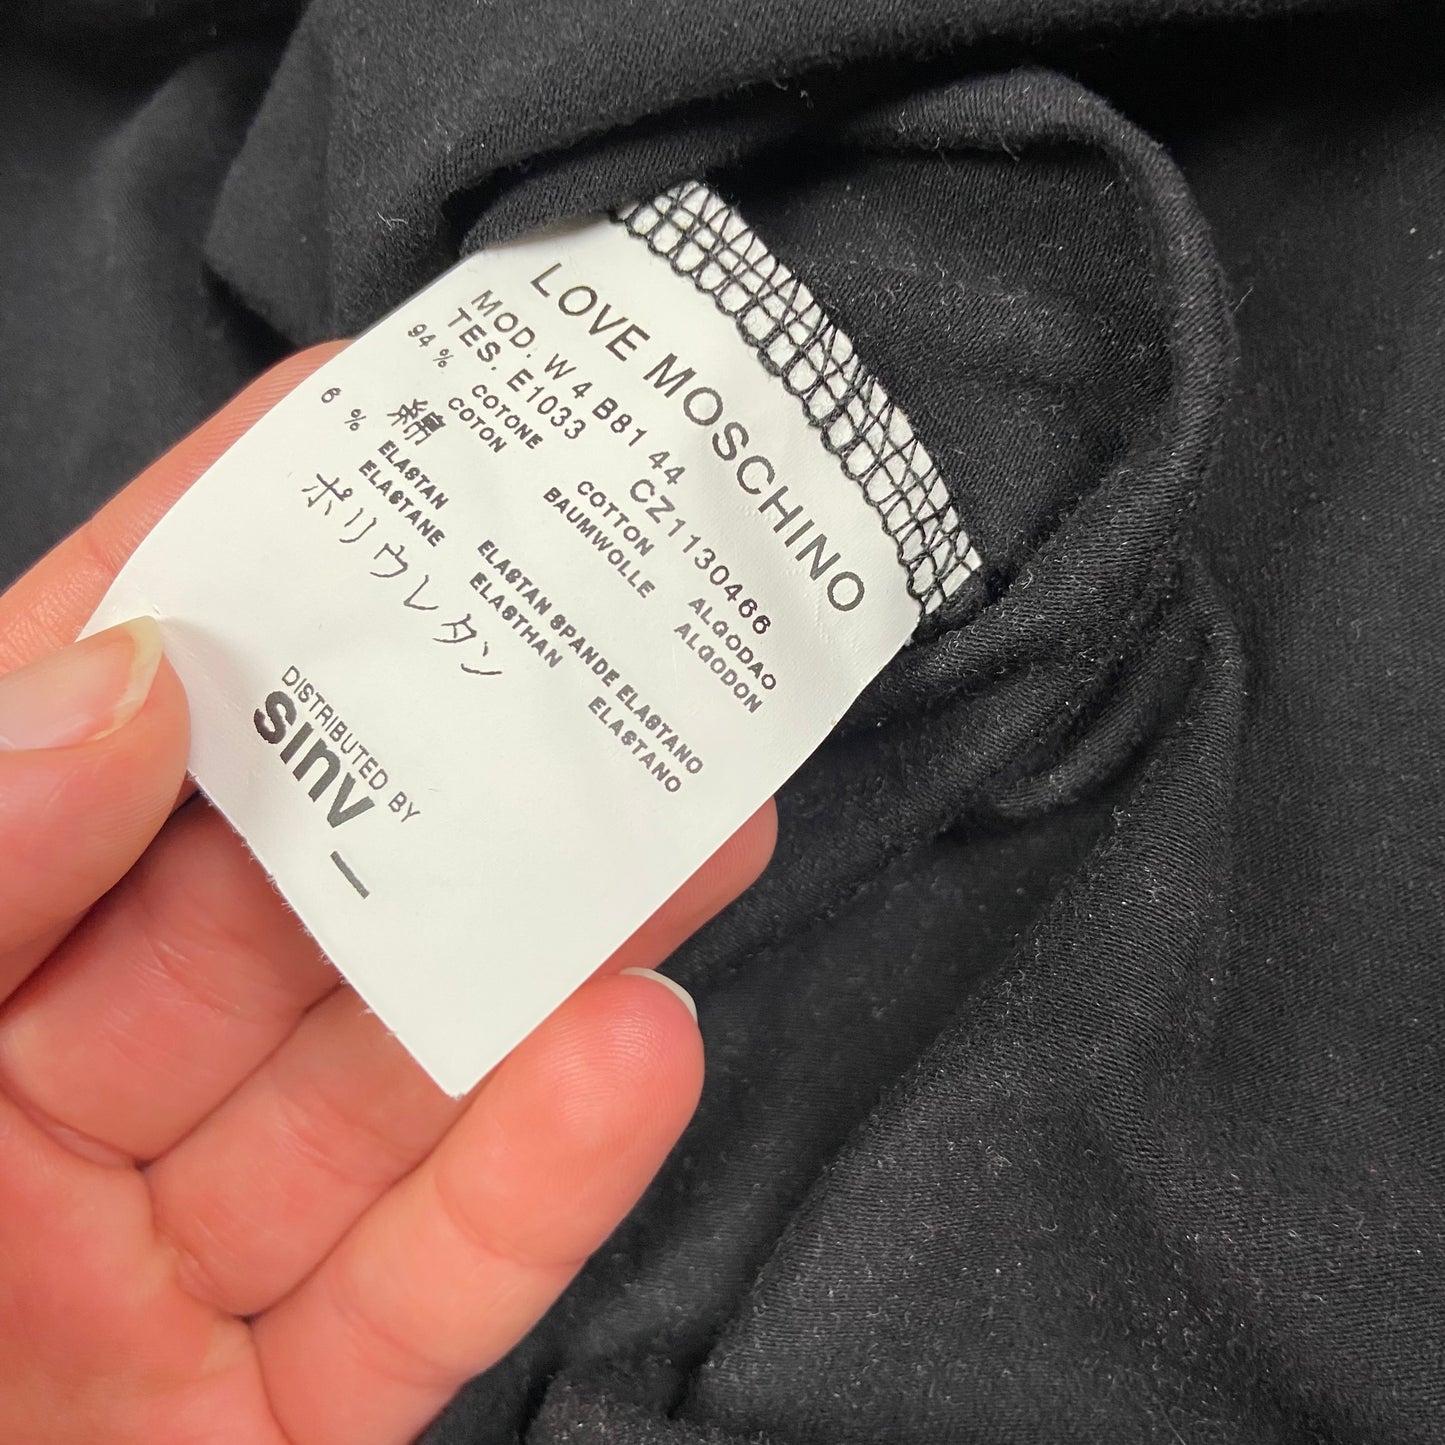 LOVE MOSCHINO
MOD. W 4 B81 44 CZ1130466
TES. E1033
94 % COTONE COTTON ALGODAO
COTON BAUMWOLLE ALGODON
綿
6 % ELASTAN ELASTAN SPANDE ELASTANO
ELASTANE ELASTHAN ELASTANO
ポリウレタン
DISTRIBUTED BY
sınv